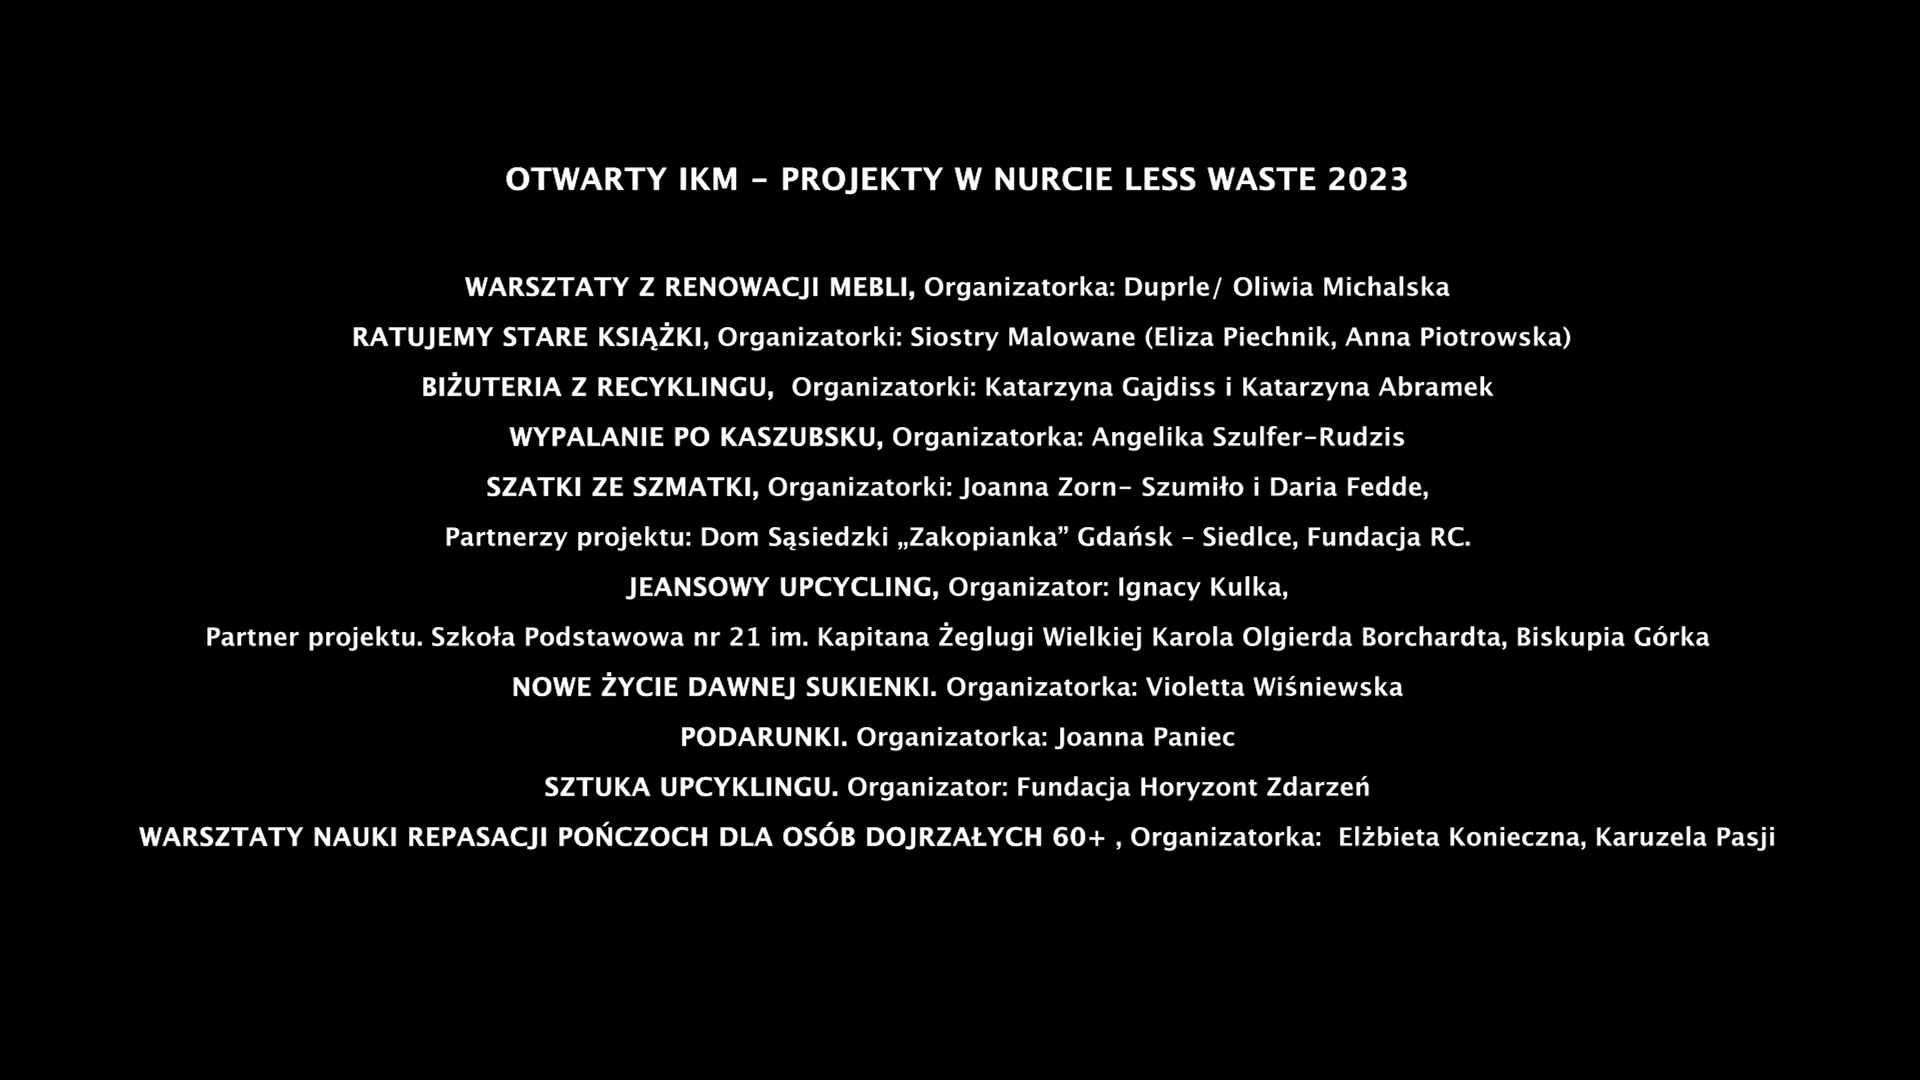 OTWARTY IKM – PROJEKTY W NURCIE LESS WASTE 2023
WARSZTATY Z RENOWACJI MEBLI, Organizatorka: Duprle/ Oliwia Michalska
RATUJEMY STARE KSIĄŻKI, Organizatorki: Siostry Malowane (Eliza Piechnik, Anna Piotrowska)
BIŻUTERIA Z RECYKLINGU,  Organizatorki: Katarzyna Gajdiss i Katarzyna Abramek
WYPALANIE PO KASZUBSKU, Organizatorka: Angelika Szulfer-Rudzis
SZATKI ZE SZMATKI, Organizatorki: Joanna Zorn- Szumiło i Daria Fedde,
Partnerzy projektu: Dom Sąsiedzki „Zakopianka” Gdańsk – Siedlce, Fundacja RC.
JEANSOWY UPCYCLING, Organizator: Ignacy Kulka,
Partner projektu. Szkoła Podstawowa nr 21 im. Kapitana Żeglugi Wielkiej Karola Olgierda Borchardta, Biskupia Górka
NOWE ŻYCIE DAWNEJ SUKIENKI. Organizatorka: Violetta Wiśniewska
PODARUNKI. Organizatorka: Joanna Paniec
SZTUKA UPCYKLINGU. Organizator: Fundacja Horyzont Zdarzeń
WARSZTATY NAUKI REPASACJI POŃCZOCH DLA OSÓB DOJRZAŁYCH 60+ , Organizatorka:  Elżbieta Konieczna, Karuzela Pasji